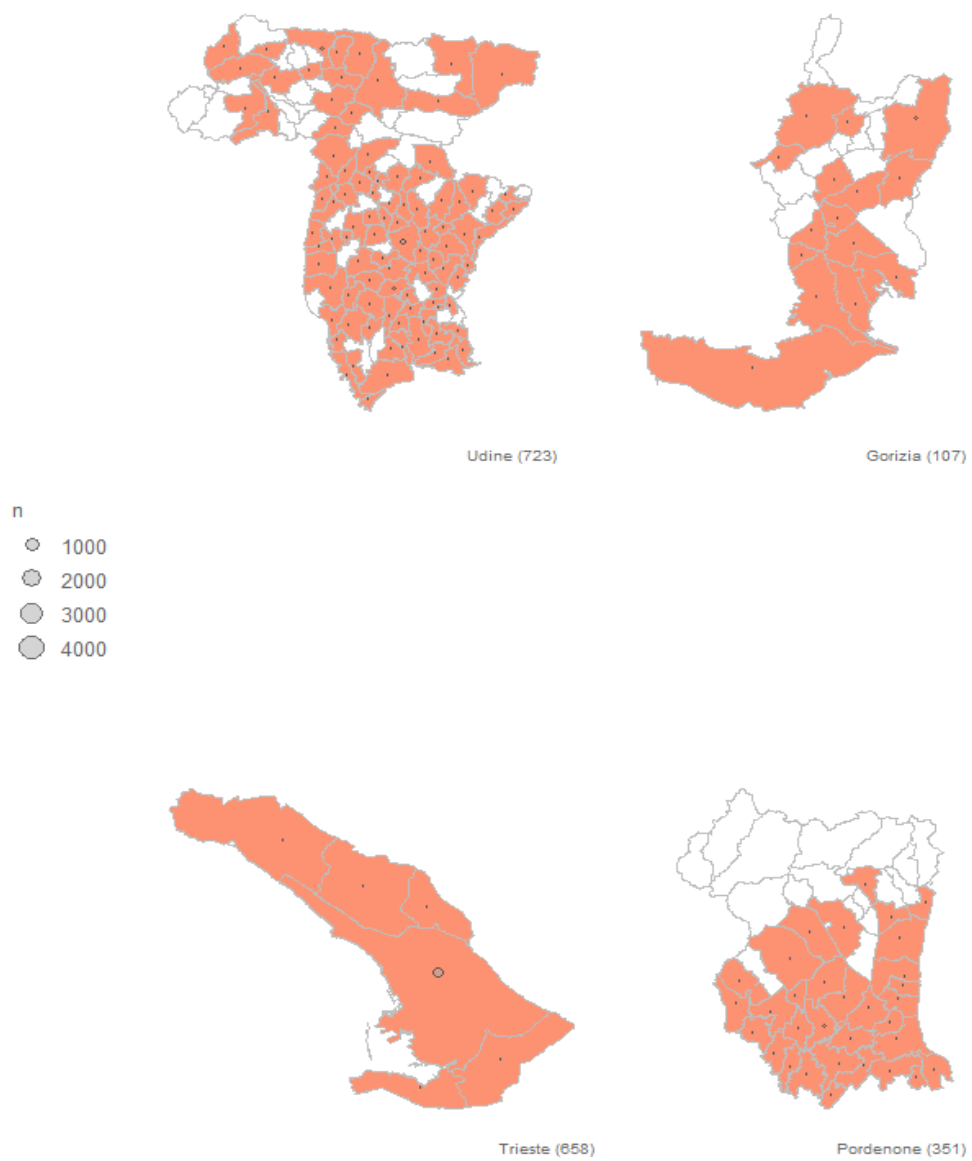 Udine (723)
Gorizia (107)
n
1000
2000
3000
4000
Trieste (658)
Pordenone (351)